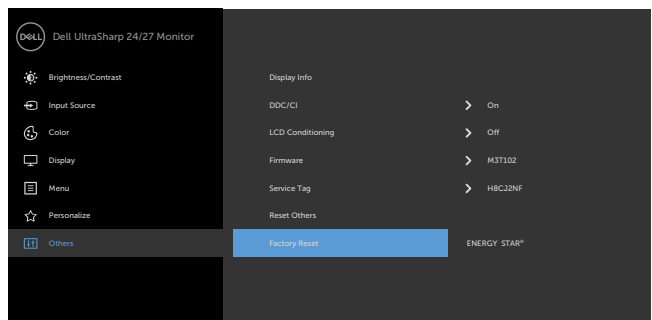 DELL Dell UltraSharp 24/27 Monitor
Brightness/Contrast Display Info
Input Source DDC/CI On
Color LCD Conditioning Off
Display Firmware M3T102
Menu Service Tag H8CJ2NF
Personalize Reset Others
Others Factory Reset ENERGY STAR®